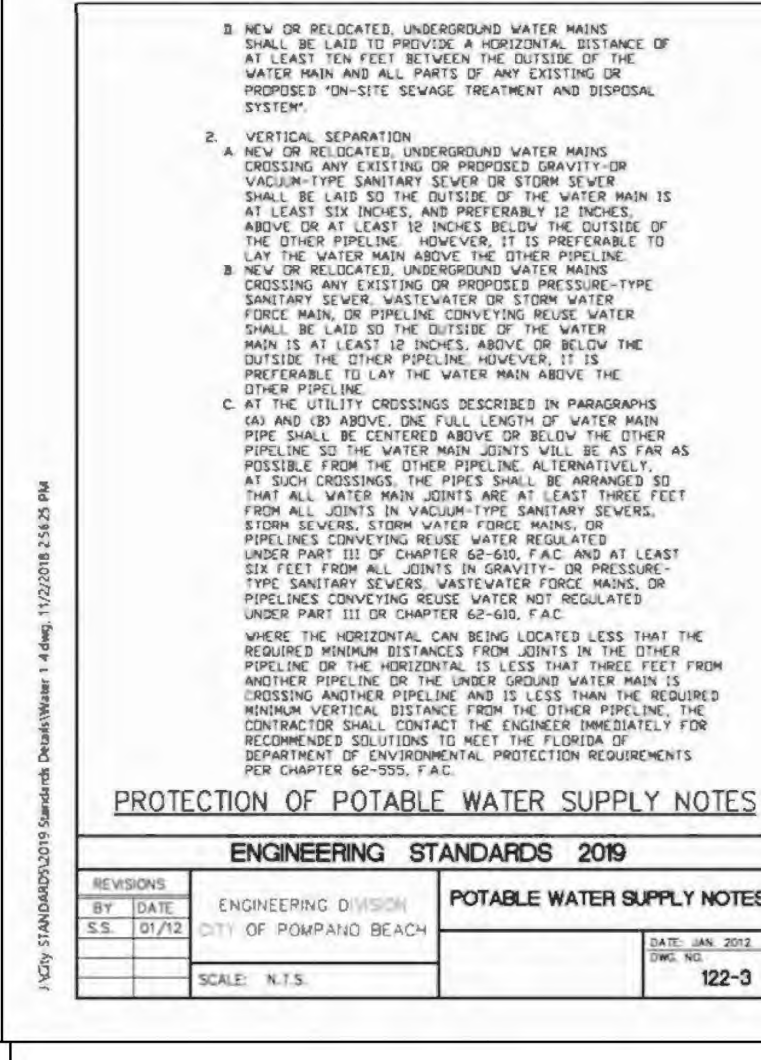 D. NEW OR RELOCATED, UNDERGROUND WATER MAINS
SHALL BE LAID TO PROVIDE A HORIZONTAL DISTANCE OF
AT LEAST TEN FEET BETWEEN THE OUTSIDE OF THE
WATER MAIN AND ALL PARTS OF ANY EXISTING OR
PROPOSED "ON-SITE SEWAGE TREATMENT AND DISPOSAL
SYSTEM".
2. VERTICAL SEPARATION
A. NEW OR RELOCATED, UNDERGROUND WATER MAINS
CROSSING ANY EXISTING OR PROPOSED GRAVITY-OR
VACUUM-TYPE SANITARY SEWER OR STORM SEWER
SHALL BE LAID SO THE OUTSIDE OF THE WATER MAIN IS
AT LEAST SIX INCHES, AND PREFERABLY 12 INCHES,
ABOVE OR AT LEAST 12 INCHES BELOW THE OUTSIDE OF
THE OTHER PIPELINE. HOWEVER, IT IS PREFERABLE TO
LAY THE WATER MAIN ABOVE THE OTHER PIPELINE.
B. NEW OR RELOCATED, UNDERGROUND WATER MAINS
CROSSING ANY EXISTING OR PROPOSED PRESSURE-TYPE
SANITARY SEWER, WASTEWATER OR STORM WATER
FORCE MAIN, OR PIPELINE CONVEYING REUSE WATER
SHALL BE LAID SO THE OUTSIDE OF THE WATER
MAIN IS AT LEAST 12 INCHES, ABOVE OR BELOW THE
OUTSIDE THE OTHER PIPELINE. HOWEVER, IT IS
PREFERABLE TO LAY THE WATER MAIN ABOVE THE
OTHER PIPELINE.
C. AT THE UTILITY CROSSINGS DESCRIBED IN PARAGRAPHS
(A) AND (B) ABOVE, ONE FULL LENGTH OF WATER MAIN
PIPE SHALL BE CENTERED ABOVE OR BELOW THE OTHER
PIPELINE SO THE WATER MAIN JOINTS WILL BE AS FAR AS
POSSIBLE FROM THE OTHER PIPELINE. ALTERNATIVELY,
AT SUCH CROSSINGS, THE PIPES SHALL BE ARRANGED SO
THAT ALL WATER MAIN JOINTS ARE AT LEAST THREE FEET
FROM ALL JOINTS IN VACUUM-TYPE SANITARY SEWERS,
STORM SEWERS, STORM WATER FORCE MAINS, OR
PIPELINES CONVEYING REUSE WATER REGULATED
UNDER PART III OF CHAPTER 62-610, F.A.C. AND AT LEAST
SIX FEET FROM ALL JOINTS IN GRAVITY- OR PRESSURE-
TYPE SANITARY SEWERS, WASTEWATER FORCE MAINS, OR
PIPELINES CONVEYING REUSE WATER NOT REGULATED
UNDER PART III OR CHAPTER 62-610, F.A.C.
WHERE THE HORIZONTAL CAN BEING LOCATED LESS THAT THE
REQUIRED MINIMUM DISTANCES FROM JOINTS IN THE OTHER
PIPELINE OR THE HORIZONTAL IS LESS THAT THREE FEET FROM
ANOTHER PIPELINE OR THE UNDER GROUND WATER MAIN IS
CROSSING ANOTHER PIPELINE AND IS LESS THAN THE REQUIRED
MINIMUM VERTICAL DISTANCE FROM THE OTHER PIPELINE, THE
CONTRACTOR SHALL CONTACT THE ENGINEER IMMEDIATELY FOR
RECOMMENDED SOLUTIONS TO MEET THE FLORIDA OF
DEPARTMENT OF ENVIRONMENTAL PROTECTION REQUIREMENTS
PER CHAPTER 62-555, F.A.C.
PROTECTION OF POTABLE WATER SUPPLY NOTES
ENGINEERING STANDARDS 2019
REVISIONS
BY DATE
S.S. 01/12
ENGINEERING DIVISION
CITY OF POMPANO BEACH
SCALE: N.T.S.
POTABLE WATER SUPPLY NOTES
DATE: JAN. 2012
DWG. NO.
122-3
J:\City STANDARDS\2019 Standards Details\Water 1 4.dwg, 11/2/2018 2:56:25 PM